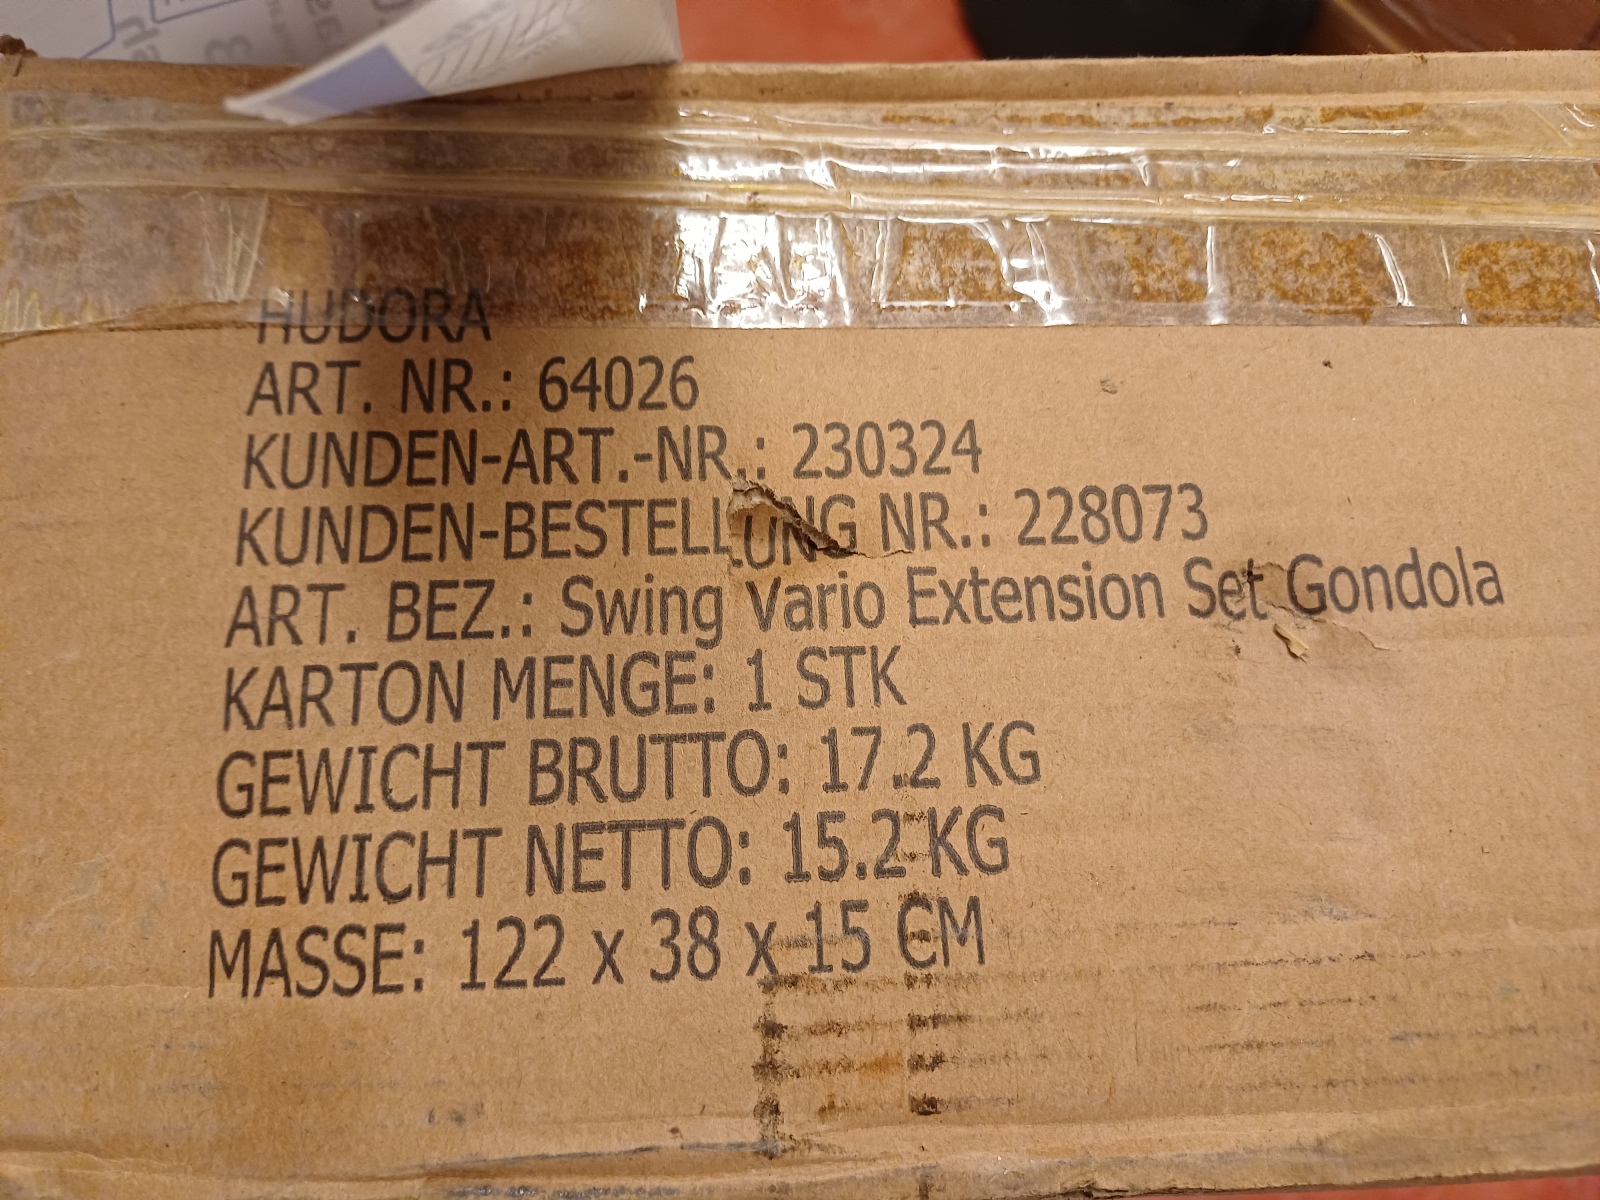 HUDORA
ART. NR.: 64026
KUNDEN-ART.-NR.: 230324
KUNDEN-BESTELLUNG NR.: 228073
ART. BEZ.: Swing Vario Extension Set Gondola
KARTON MENGE: 1 STK
GEWICHT BRUTTO: 17.2 KG
GEWICHT NETTO: 15.2 KG
MASSE: 122 x 38 x 15 CM